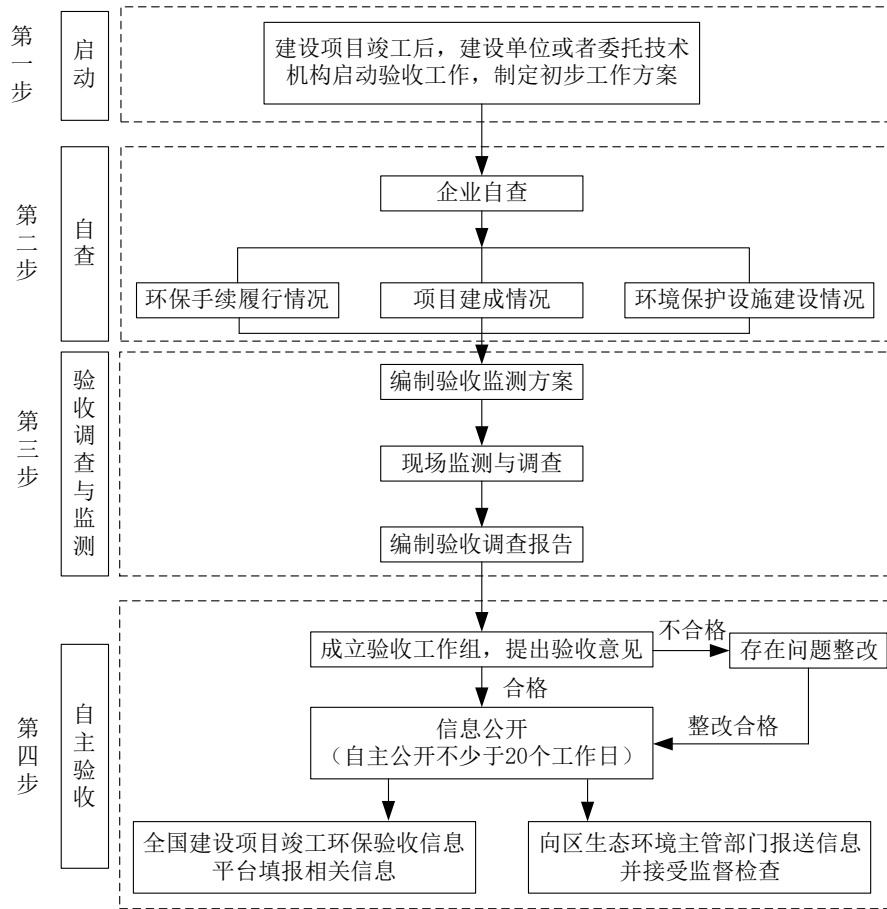 第一步
启动
建设项目竣工后，建设单位或者委托技术
机构启动验收工作，制定初步工作方案
第二步
自查
企业自查
环保手续履行情况
项目建成情况
环境保护设施建设情况
第三步
验收调查与监测
编制验收监测方案
现场监测与调查
编制验收调查报告
第四步
自主验收
成立验收工作组，提出验收意见
不合格
存在问题整改
合格
信息公开
（自主公开不少于20个工作日）
整改合格
全国建设项目竣工环保验收信息
平台填报相关信息
向区生态环境主管部门报送信息
并接受监督检查